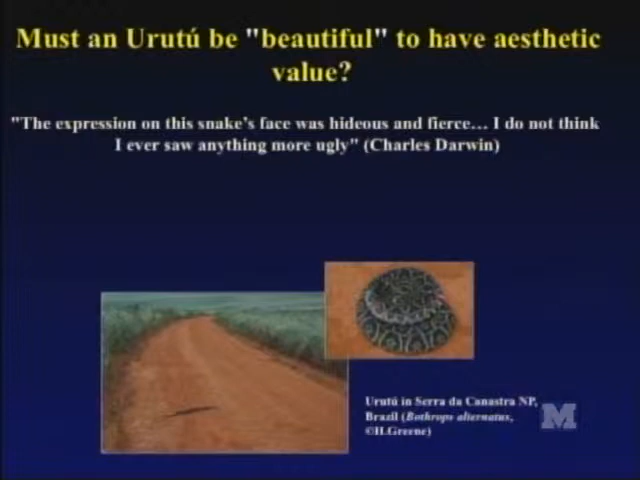 Must an Urutú be "beautiful" to have aesthetic
value?
"The expression on this snake's face was hideous and fierce... I do not think
I ever saw anything more ugly" (Charles Darwin)
Urutú in Serra da Canastra NP,
Brazil (Bothrops alternatus,
©H.Greene)
M